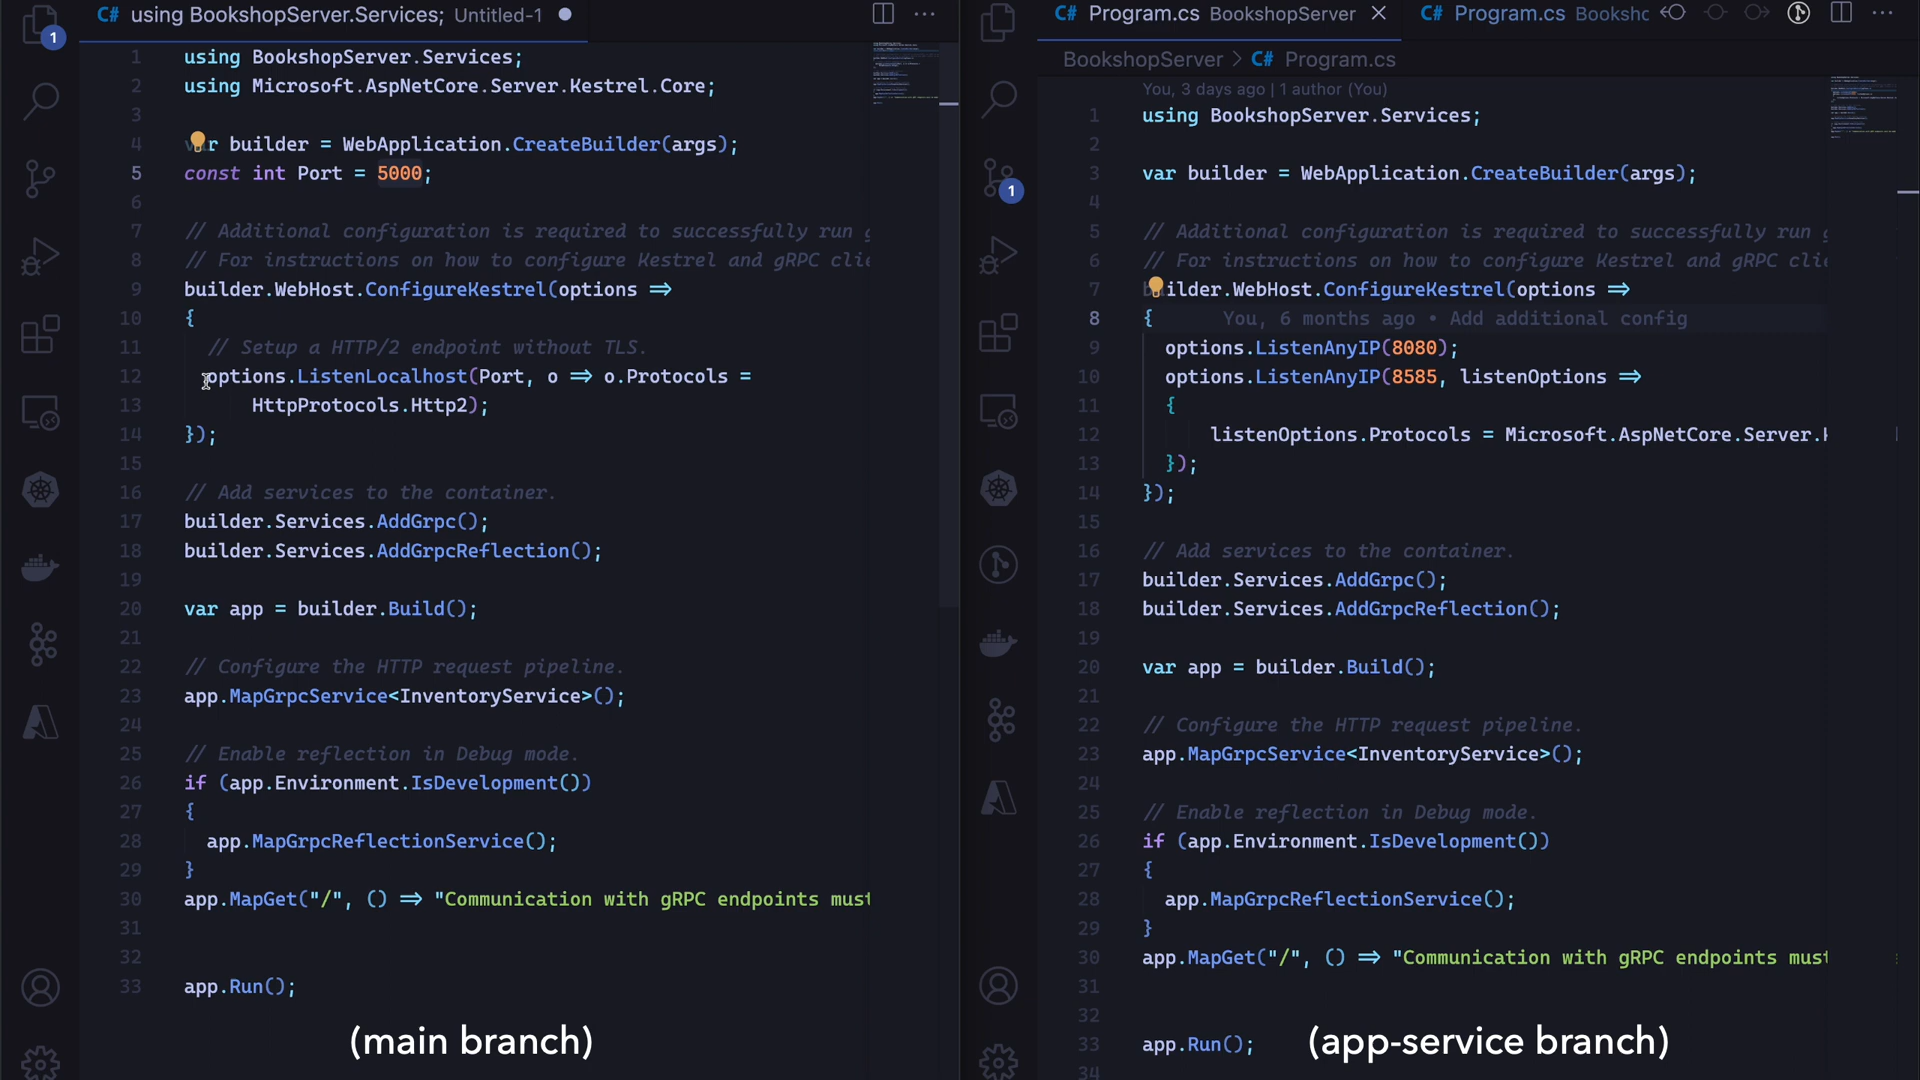 C# using BookshopServer.Services; Untitled-1
1
1 using BookshopServer.Services;
2 using Microsoft.AspNetCore.Server.Kestrel.Core;
3
4 var builder = WebApplication.CreateBuilder(args);
5 const int Port = 5000;
6
7 // Additional configuration is required to successfully run g
8 // For instructions on how to configure Kestrel and gRPC clie
9 builder.WebHost.ConfigureKestrel(options =>
10 {
11 // Setup a HTTP/2 endpoint without TLS.
12 options.ListenLocalhost(Port, o => o.Protocols =
13 HttpProtocols.Http2);
14 });
15
16 // Add services to the container.
17 builder.Services.AddGrpc();
18 builder.Services.AddGrpcReflection();
19
20 var app = builder.Build();
21
22 // Configure the HTTP request pipeline.
23 app.MapGrpcService<InventoryService>();
24
25 // Enable reflection in Debug mode.
26 if (app.Environment.IsDevelopment())
27 {
28 app.MapGrpcReflectionService();
29 }
30 app.MapGet("/", () => "Communication with gRPC endpoints must
31
32
33 app.Run();
(main branch)
C# Program.cs BookshopServer
C# Program.cs Booksho
BookshopServer > C# Program.cs
You, 3 days ago | 1 author (You)
1
1 using BookshopServer.Services;
2
3 var builder = WebApplication.CreateBuilder(args);
4
5 // Additional configuration is required to successfully run g
6 // For instructions on how to configure Kestrel and gRPC clie
7 builder.WebHost.ConfigureKestrel(options =>
8 { You, 6 months ago • Add additional config
9 options.ListenAnyIP(8080);
10 options.ListenAnyIP(8585, listenOptions =>
11 {
12 listenOptions.Protocols = Microsoft.AspNetCore.Server.K
13 });
14 });
15
16 // Add services to the container.
17 builder.Services.AddGrpc();
18 builder.Services.AddGrpcReflection();
19
20 var app = builder.Build();
21
22 // Configure the HTTP request pipeline.
23 app.MapGrpcService<InventoryService>();
24
25 // Enable reflection in Debug mode.
26 if (app.Environment.IsDevelopment())
27 {
28 app.MapGrpcReflectionService();
29 }
30 app.MapGet("/", () => "Communication with gRPC endpoints must
31
32
33 app.Run();
34
(app-service branch)